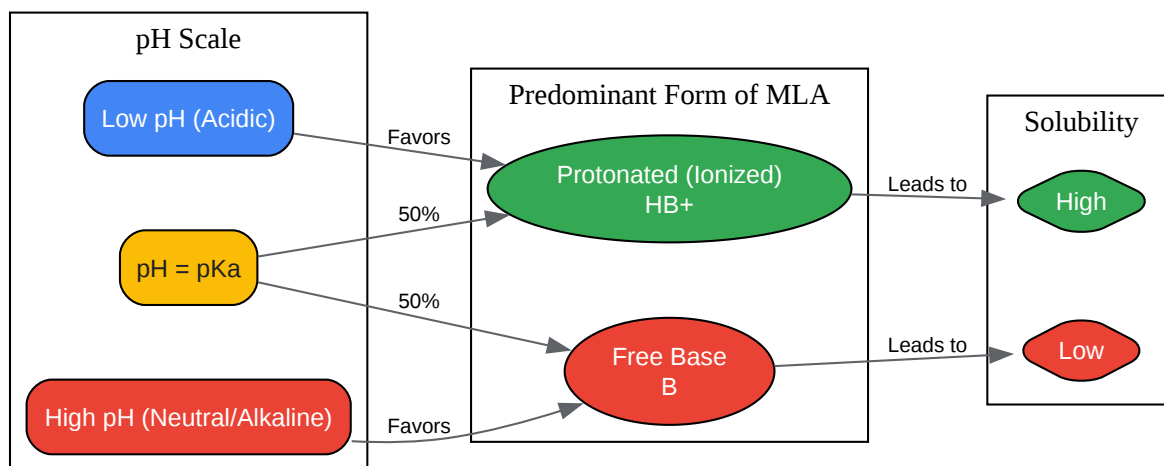 pH Scale
Low pH (Acidic)
pH = pKa
High pH (Neutral/Alkaline)
Favors
50%
50%
Favors
Predominant Form of MLA
Protonated (Ionized)
HB+
Free Base
B
Leads to
Leads to
Solubility
High
Low